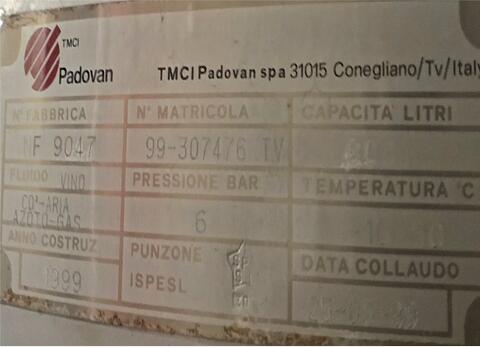 TMCI
Padovan
TMCI Padovan spa 31015 Conegliano/Tv/Italy
N° FABBRICA
N° MATRICOLA
CAPACITA' LITRI
NF 9047
99-307476 TV
FLUIDO VINO
PRESSIONE BAR
TEMPERATURA °C
CO²-ARIA
AZOTO-GAS
6
ANNO COSTRUZ
PUNZONE
ISPESL
DATA COLLAUDO
1999